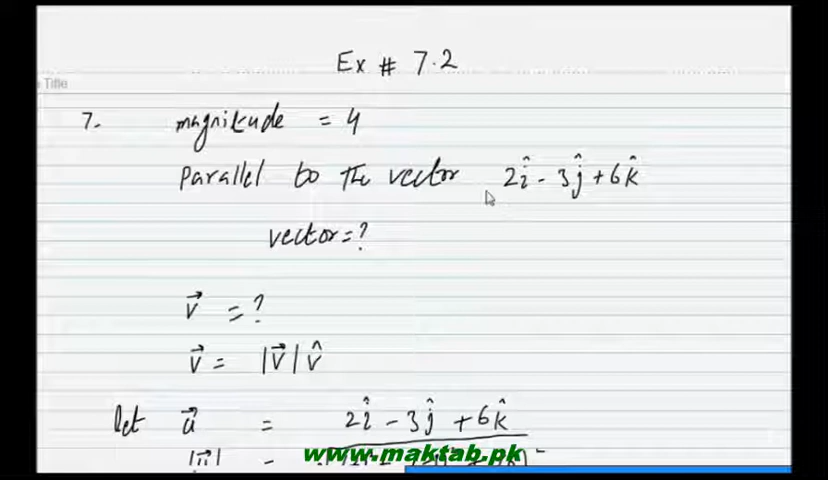 Ex # 7.2
Title
7. magnitude = 4
Parallel to the vector 2î - 3ĵ + 6k̂
vector = ?
v⃗ = ?
v⃗ = |v⃗| v̂
let u⃗ = 2î - 3ĵ + 6k̂
www.maktab.pk
|u⃗| =